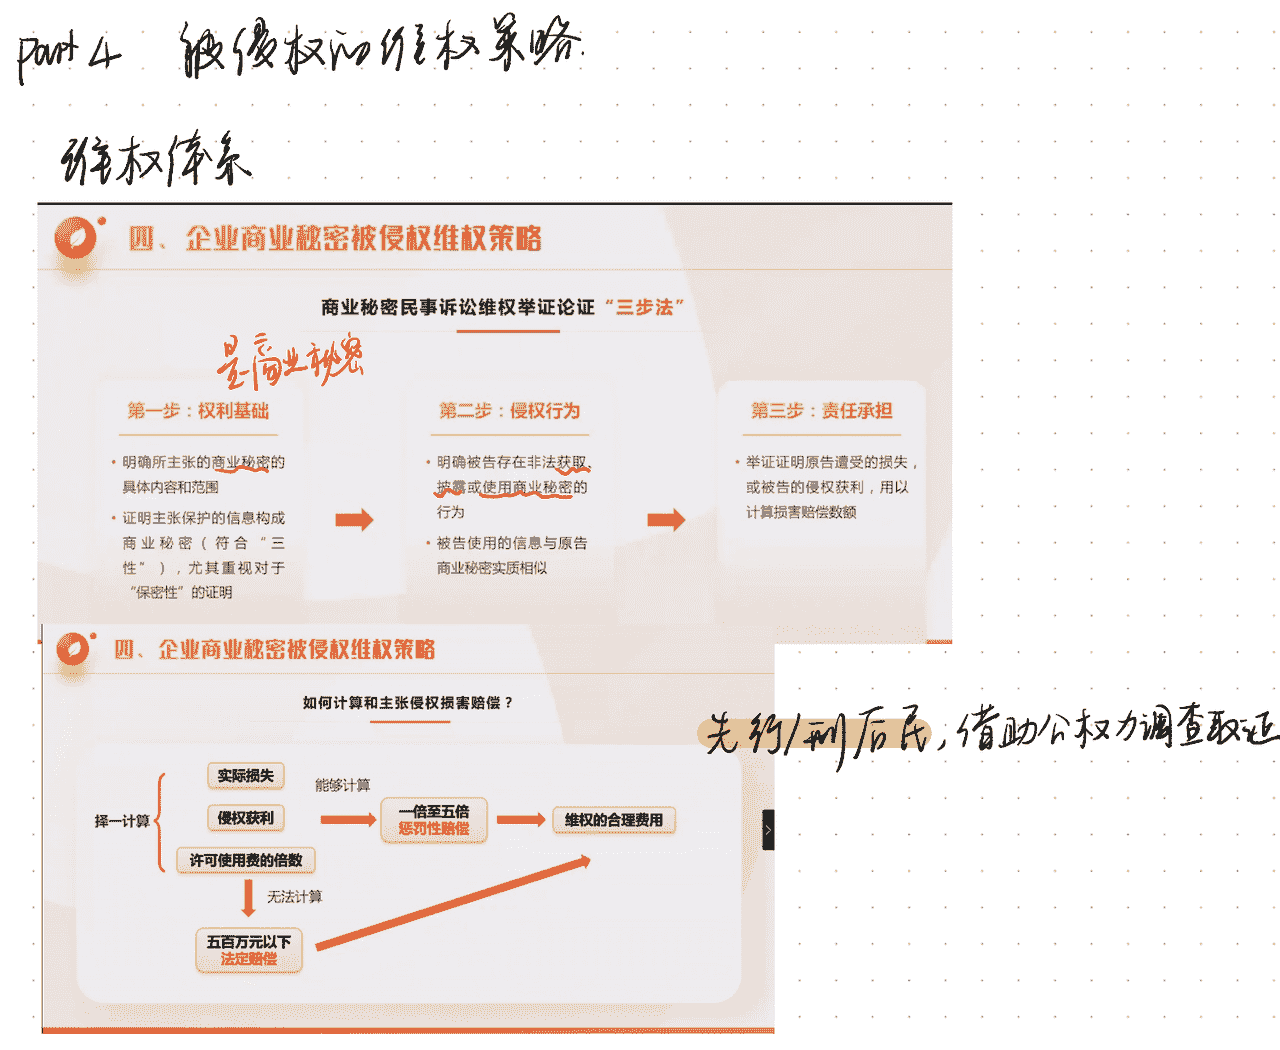 Part 4 被侵权的维权策略.
维权体系
四、企业商业秘密被侵权维权策略
商业秘密民事诉讼维权举证论证“三步法”
是商业秘密
第一步：权利基础
• 明确所主张的商业秘密的
具体内容和范围
• 证明主张保护的信息构成
商业秘密（符合“三
性”），尤其重视对于
“保密性”的证明
第二步：侵权行为
• 明确被告存在非法获取、
披露或使用商业秘密的
行为
• 被告使用的信息与原告
商业秘密实质相似
第三步：责任承担
• 举证证明原告遭受的损失，
或被告的侵权获利，用以
计算损害赔偿数额
四、企业商业秘密被侵权维权策略
如何计算和主张侵权损害赔偿？
先行/刑后民，借助公权力调查取证
择一计算
实际损失
侵权获利
许可使用费的倍数
能够计算
一倍至五倍
惩罚性赔偿
维权的合理费用
无法计算
五百万元以下
法定赔偿